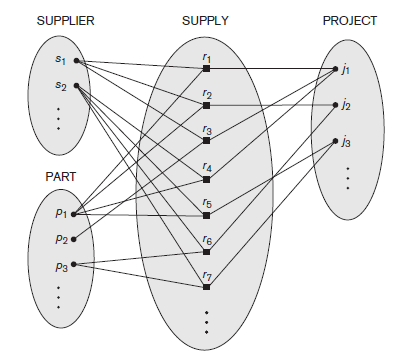 SUPPLIER
SUPPLY
PROJECT
s1
s2
PART
p1
p2
p3
r1
r2
r3
r4
r5
r6
r7
j1
j2
j3